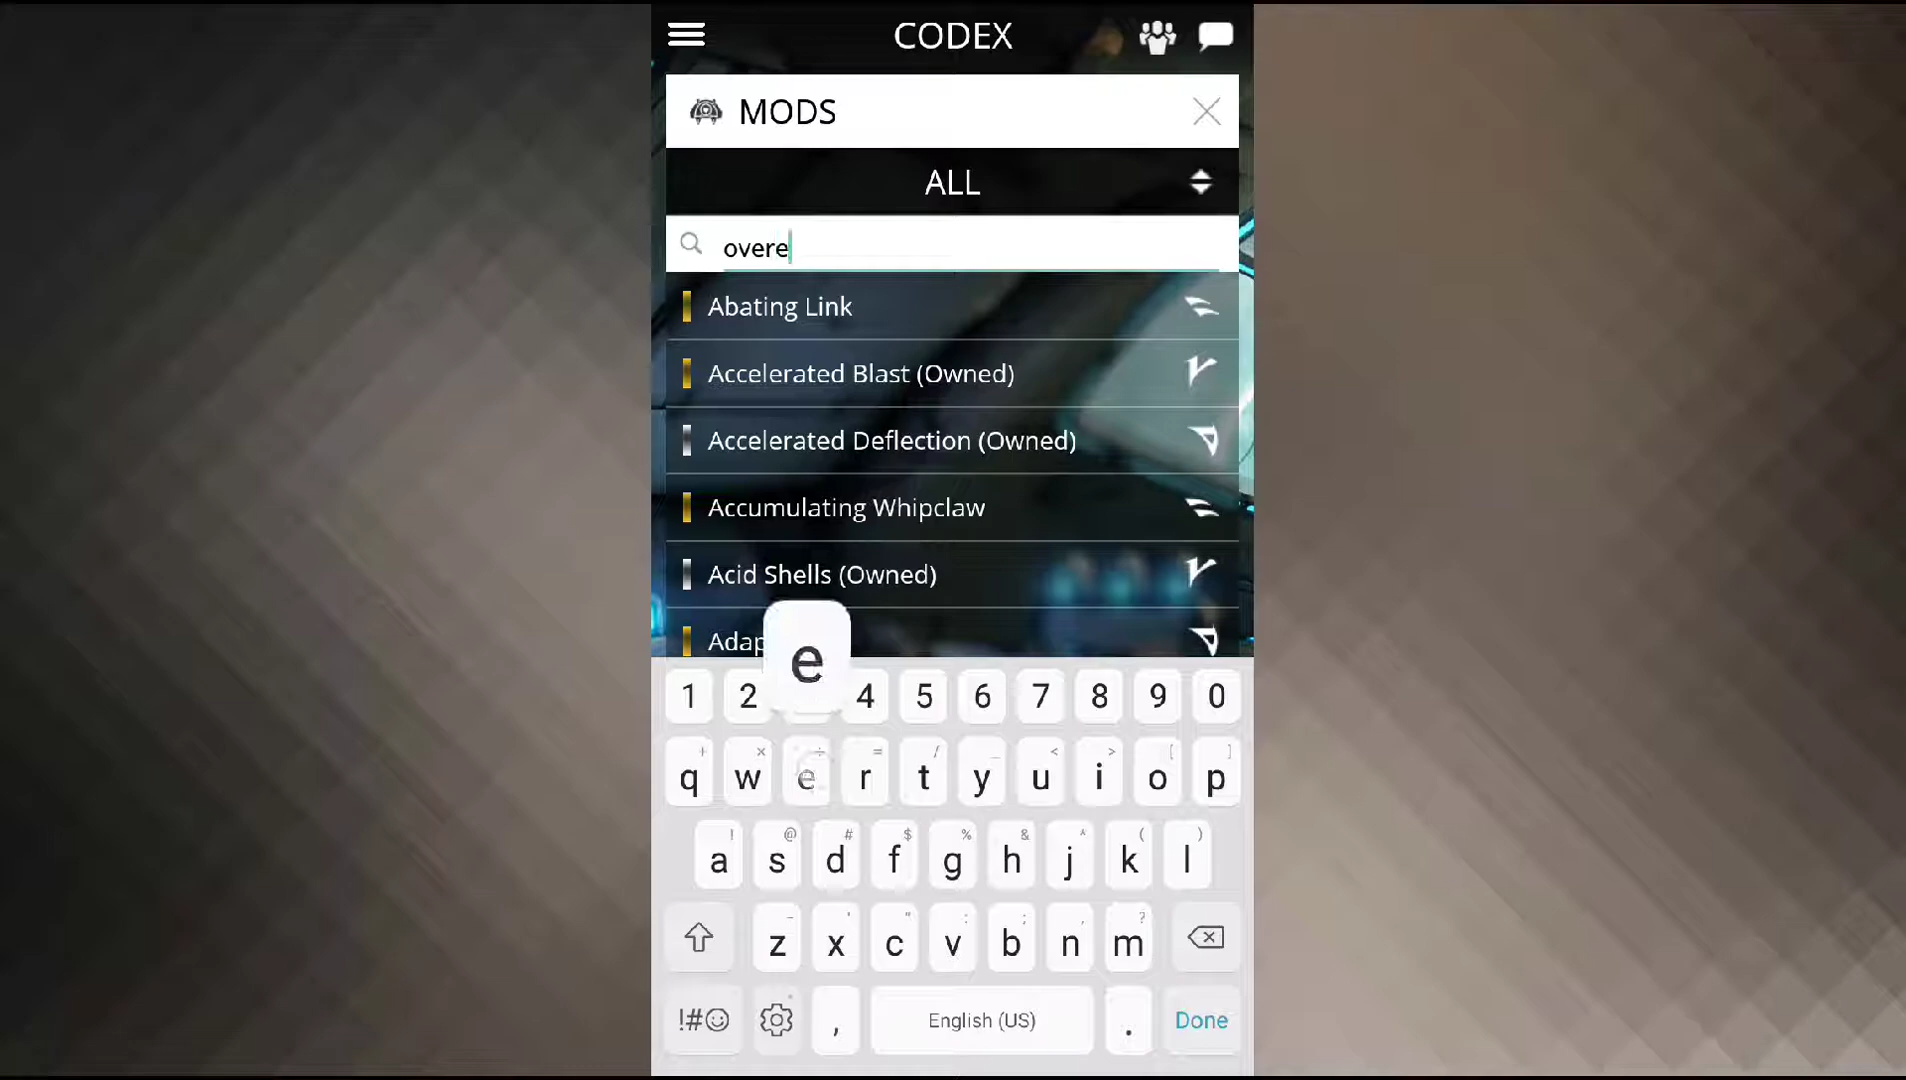 CODEX
MODS
ALL
overe
Abating Link
Accelerated Blast (Owned)
Accelerated Deflection (Owned)
Accumulating Whipclaw
Acid Shells (Owned)
Adap
e
1 2 4 5 6 7 8 9 0
+ × ÷ = / _ < > [ ]
q w e r t y u i o p
! @ # $ % & * ( )
a s d f g h j k l
- ' " : ; , ?
z x c v b n m
!#☺ , English (US) . Done